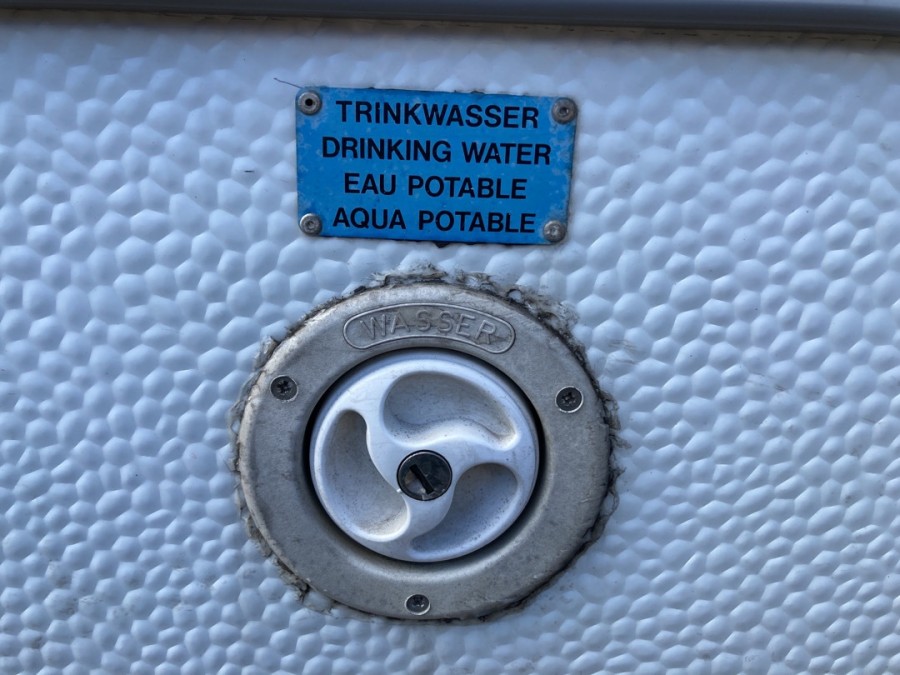 TRINKWASSER
DRINKING WATER
EAU POTABLE
AQUA POTABLE
WASSER